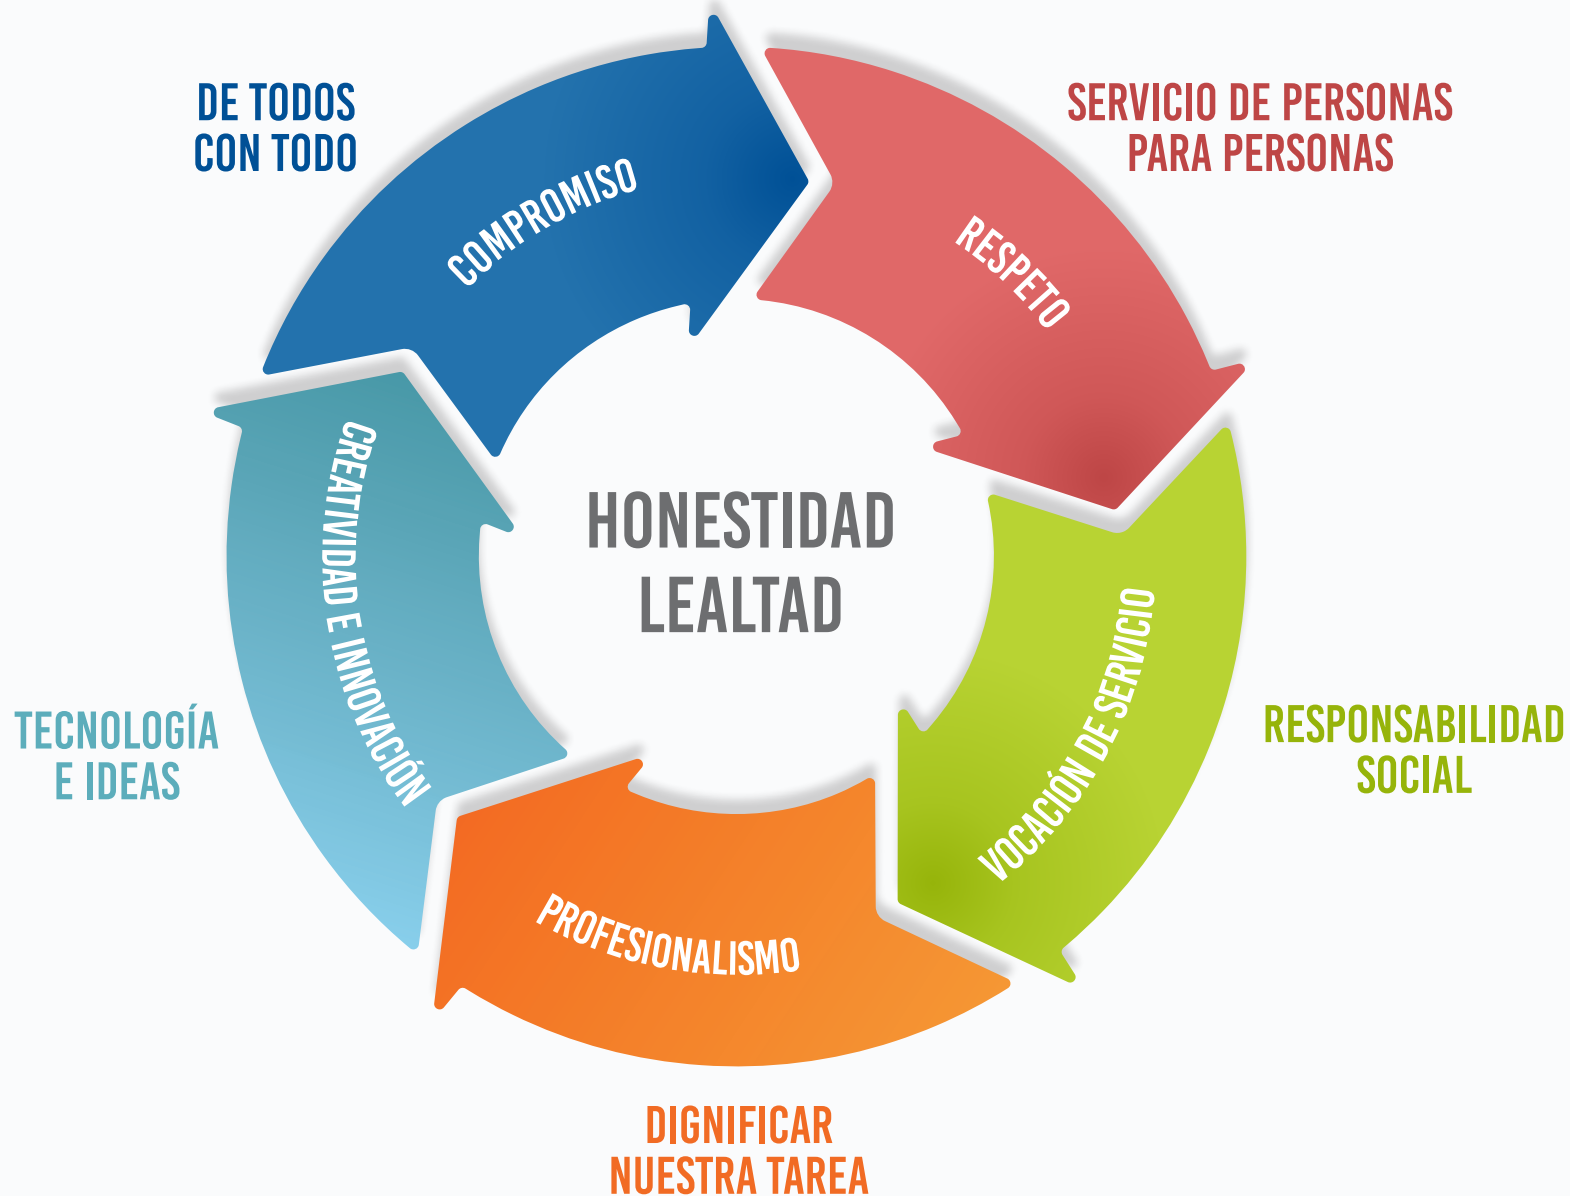 DE TODOS
CON TODO
COMPROMISO
SERVICIO DE PERSONAS
PARA PERSONAS
RESPETO
HONESTIDAD
LEALTAD
VOCACIÓN DE SERVICIO
RESPONSABILIDAD
SOCIAL
PROFESIONALISMO
DIGNIFICAR
NUESTRA TAREA
CREATIVIDAD E INNOVACIÓN
TECNOLOGÍA
E IDEAS